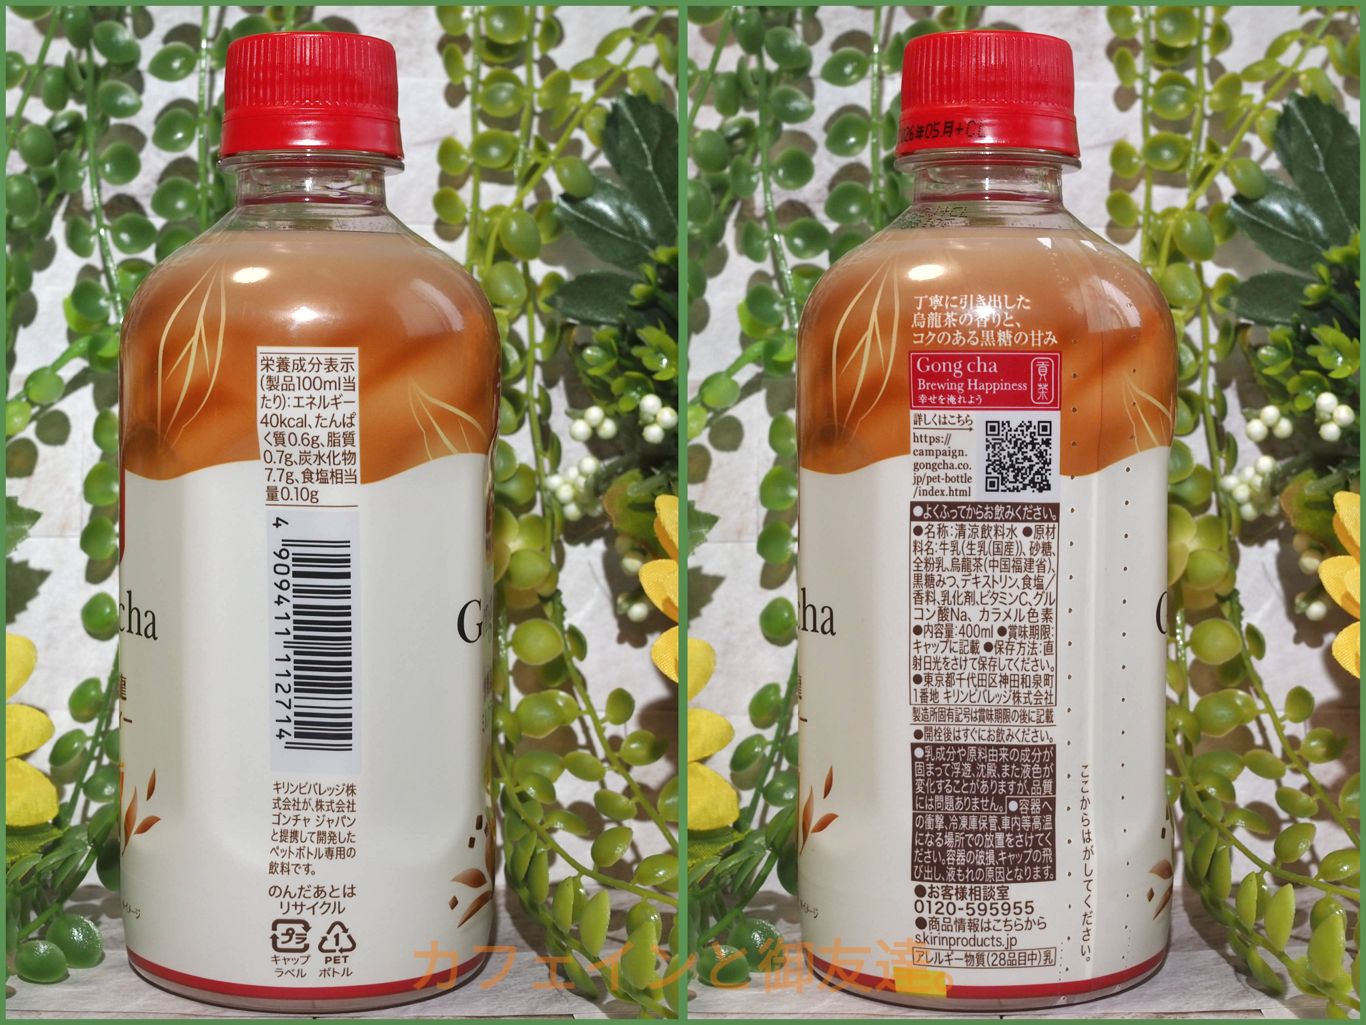 栄養成分表示
(製品100ml当
たり):エネルギー
40kcal、たんぱ
く質0.6g、脂質
0.7g、炭水化物
7.7g、食塩相当
量0.10g
4 909411 112714
キリンビバレッジ株
式会社が、株式会社
ゴンチャ ジャパン
と提携して開発した
ペットボトル専用の
飲料です。
のんだあとは
リサイクル
プラ
キャップ
ラベル
1
PET
ボトル
cha
G
年05月+CL
丁寧に引き出した
烏龍茶の香りと、
コクのある黒糖の甘み
Gong cha
Brewing Happiness
幸せを淹れよう
貢茶
詳しくはこちら
https://
campaign.
gongcha.co.
jp/pet-bottle
/index.html
●よくふってからお飲みください。
●名称:清涼飲料水 ●原材
料名:牛乳(生乳(国産))、砂糖、
全粉乳、烏龍茶(中国福建省)、
黒糖みつ、デキストリン、食塩/
香料、乳化剤、ビタミンC、グル
コン酸Na、カラメル色素
●内容量:400ml ●賞味期限:
キャップに記載 ●保存方法:直
射日光をさけて保存してください。
●東京都千代田区神田和泉町
1番地 キリンビバレッジ株式会社
製造所固有記号は賞味期限の後に記載
●開栓後はすぐにお飲みください。
●乳成分や原料由来の成分が
固まって浮遊、沈殿、また液色が
変化することがありますが、品質
には問題ありません。●容器へ
の衝撃、冷凍庫保管、車内等高温
になる場所での放置をさけてく
ださい。容器の破損、キャップの飛
び出し、液もれの原因となります。
●お客様相談室
0120-595955
●商品情報はこちらから
s.kirinproducts.jp
アレルギー物質(28品目中) 乳
ここからはがしてください。
cha
カフェインと御友達。